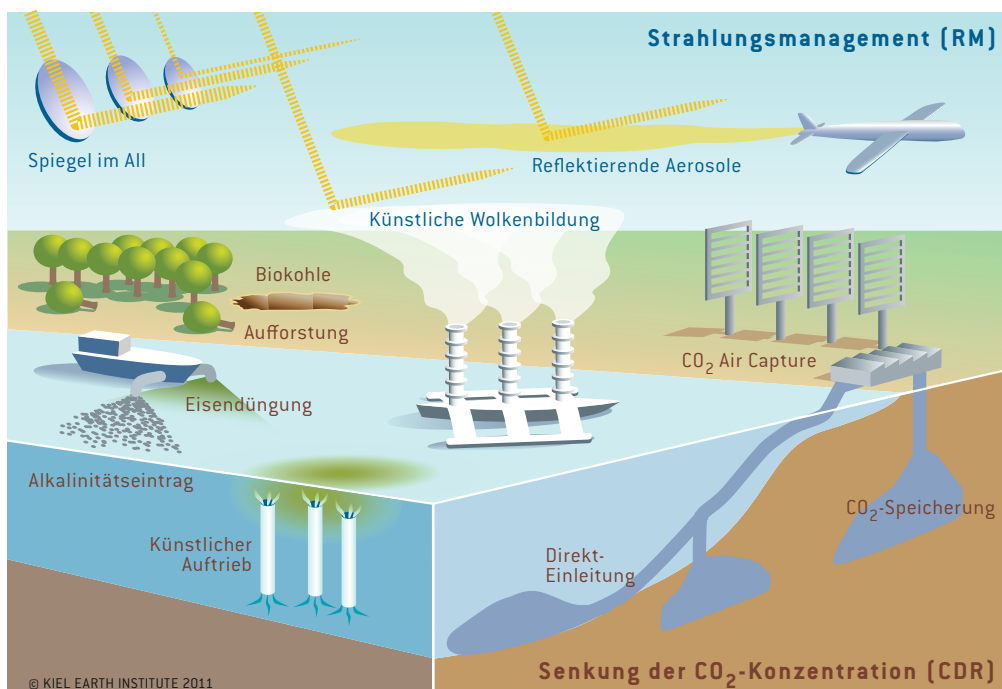 Strahlungsmanagement (RM)
Spiegel im All
Reflektierende Aerosole
Künstliche Wolkenbildung
Biokohle
Aufforstung
CO₂ Air Capture
Eisendüngung
Alkalinitätseintrag
CO₂-Speicherung
Künstlicher
Auftrieb
Direkt-
Einleitung
Senkung der CO₂-Konzentration (CDR)
© KIEL EARTH INSTITUTE 2011